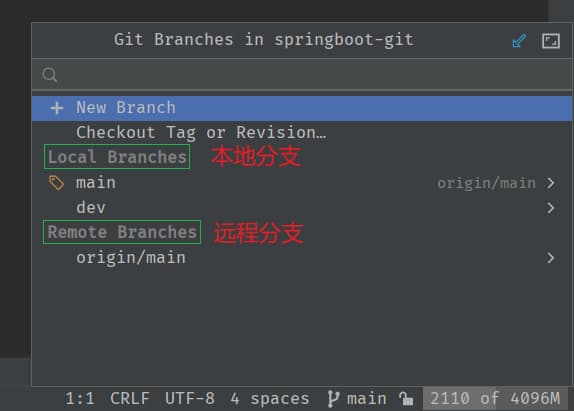 Git Branches in springboot-git
New Branch
Checkout Tag or Revision…
Local Branches 本地分支
main origin/main
dev
Remote Branches 远程分支
origin/main
1:1 CRLF UTF-8 4 spaces main 2110 of 4096M